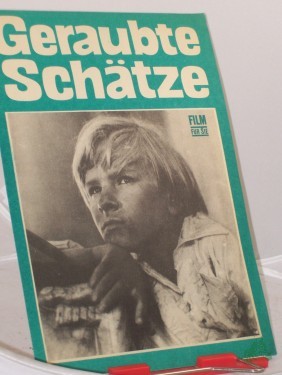 Geraubte
Schätze
FILM
FÜR SIE